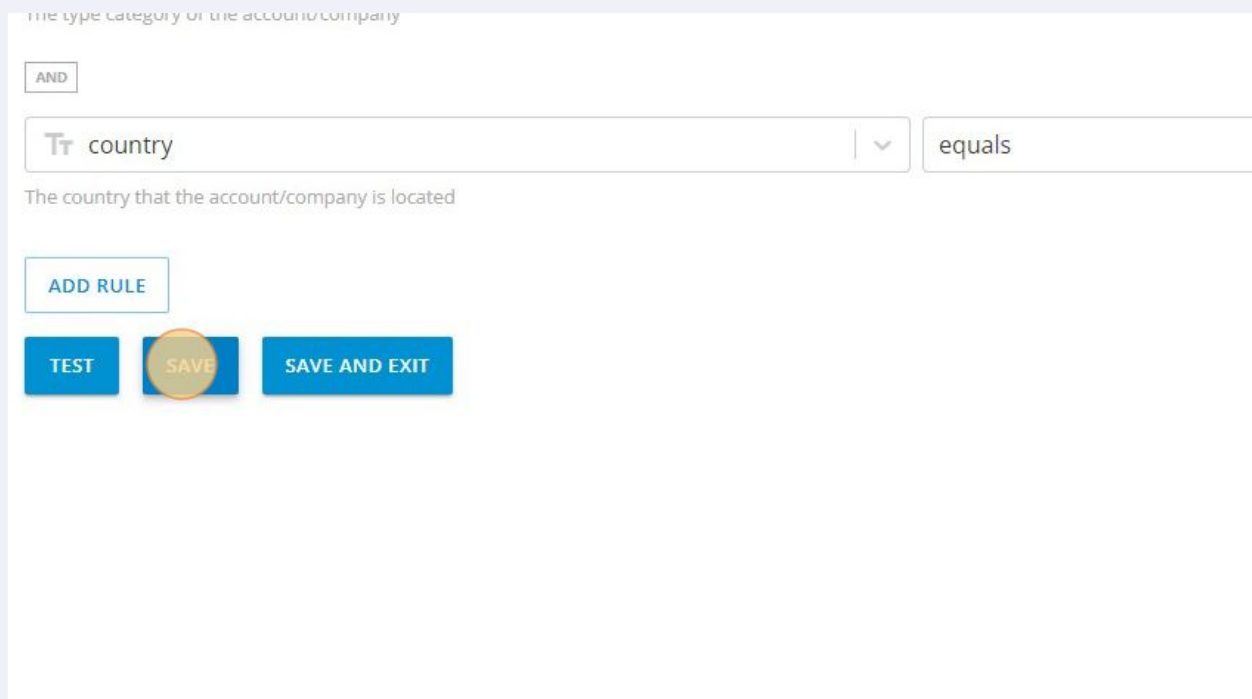 The type category of the account/company
AND
country
equals
The country that the account/company is located
ADD RULE
TEST
SAVE
SAVE AND EXIT